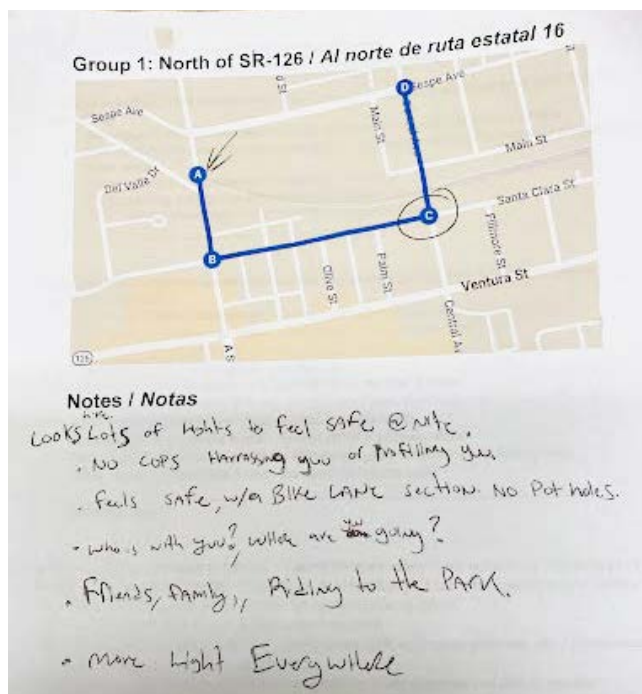 Group 1: North of SR-126 / Al norte de ruta estatal 16
Sespe Ave
Sespe Ave
Main St
Main St
Del Valle Dr
Santa Clara St
Olive St
Palm St
Fillmore St
Ventura St
Central Av
A S
A
B
C
D
126
Notes / Notas
Looks like Lots of lights to feel safe @ Nite.
• NO COPS Harrassing you or Profilling you
• Feels safe, w/a Bike LANE section. No Pot holes.
• who is with you? where are you going?
• Friends, family, Riding to the PARK.
• more light Everywhere